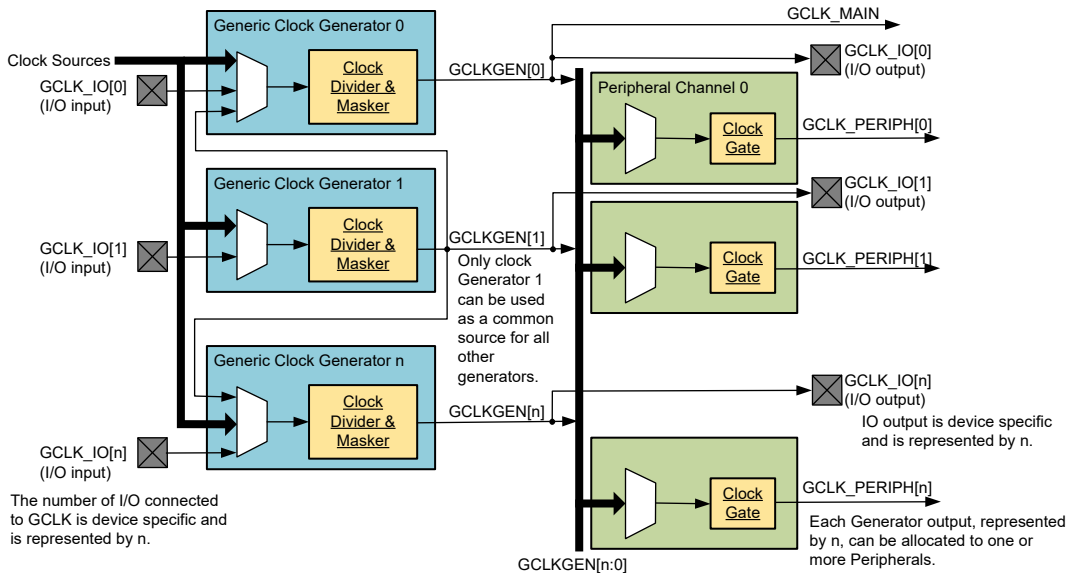 Generic Clock Generator 0
Clock Sources
GCLK_IO[0]
(I/O input)
Clock
Divider &
Masker
GCLKGEN[0]
GCLK_MAIN
GCLK_IO[0]
(I/O output)
Peripheral Channel 0
Clock
Gate
GCLK_PERIPH[0]
Generic Clock Generator 1
GCLK_IO[1]
(I/O input)
Clock
Divider &
Masker
GCLKGEN[1]
Only clock
Generator 1
can be used
as a common
source for all
other
generators.
GCLK_IO[1]
(I/O output)
Clock
Gate
GCLK_PERIPH[1]
Generic Clock Generator n
GCLK_IO[n]
(I/O input)
Clock
Divider &
Masker
GCLKGEN[n]
The number of I/O connected
to GCLK is device specific and
is represented by n.
GCLK_IO[n]
(I/O output)
IO output is device specific
and is represented by n.
Clock
Gate
GCLK_PERIPH[n]
Each Generator output, represented
by n, can be allocated to one or
more Peripherals.
GCLKGEN[n:0]